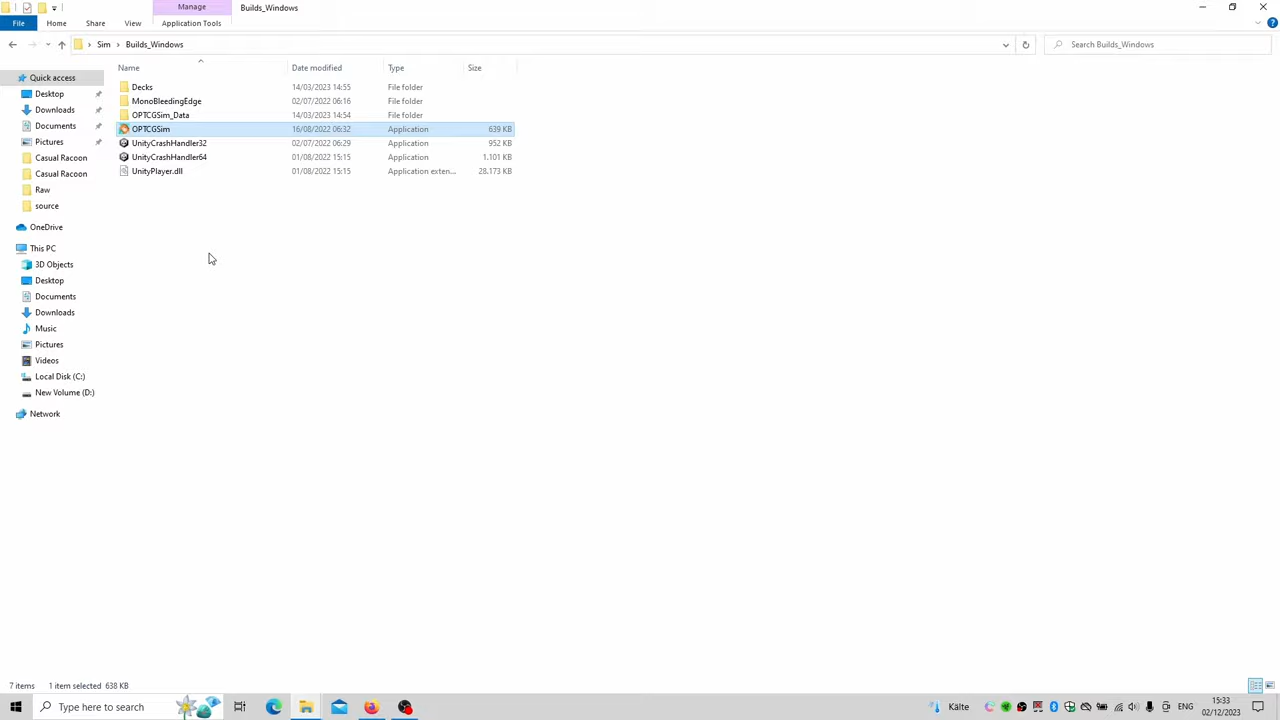 Manage
Builds_Windows
File
Home
Share
View
Application Tools
Sim
Builds_Windows
Search Builds_Windows
Name
Date modified
Type
Size
Quick access
Desktop
Downloads
Documents
Pictures
Casual Racoon
Casual Racoon
Raw
source
OneDrive
This PC
3D Objects
Desktop
Documents
Downloads
Music
Pictures
Videos
Local Disk (C:)
New Volume (D:)
Network
Decks 14/03/2023 14:55 File folder
MonoBleedingEdge 02/07/2022 06:16 File folder
OPTCGSim_Data 14/03/2023 14:54 File folder
OPTCGSim 16/08/2022 06:32 Application 639 KB
UnityCrashHandler32 02/07/2022 06:29 Application 952 KB
UnityCrashHandler64 01/08/2022 15:15 Application 1.101 KB
UnityPlayer.dll 01/08/2022 15:15 Application exten... 28.173 KB
7 items 1 item selected 638 KB
Type here to search
Kälte
ENG
15:33
02/12/2023